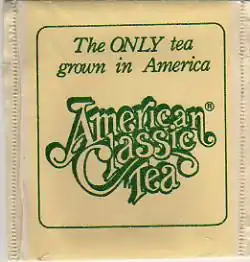 The ONLY tea
grown in America
American®
Classic
Tea